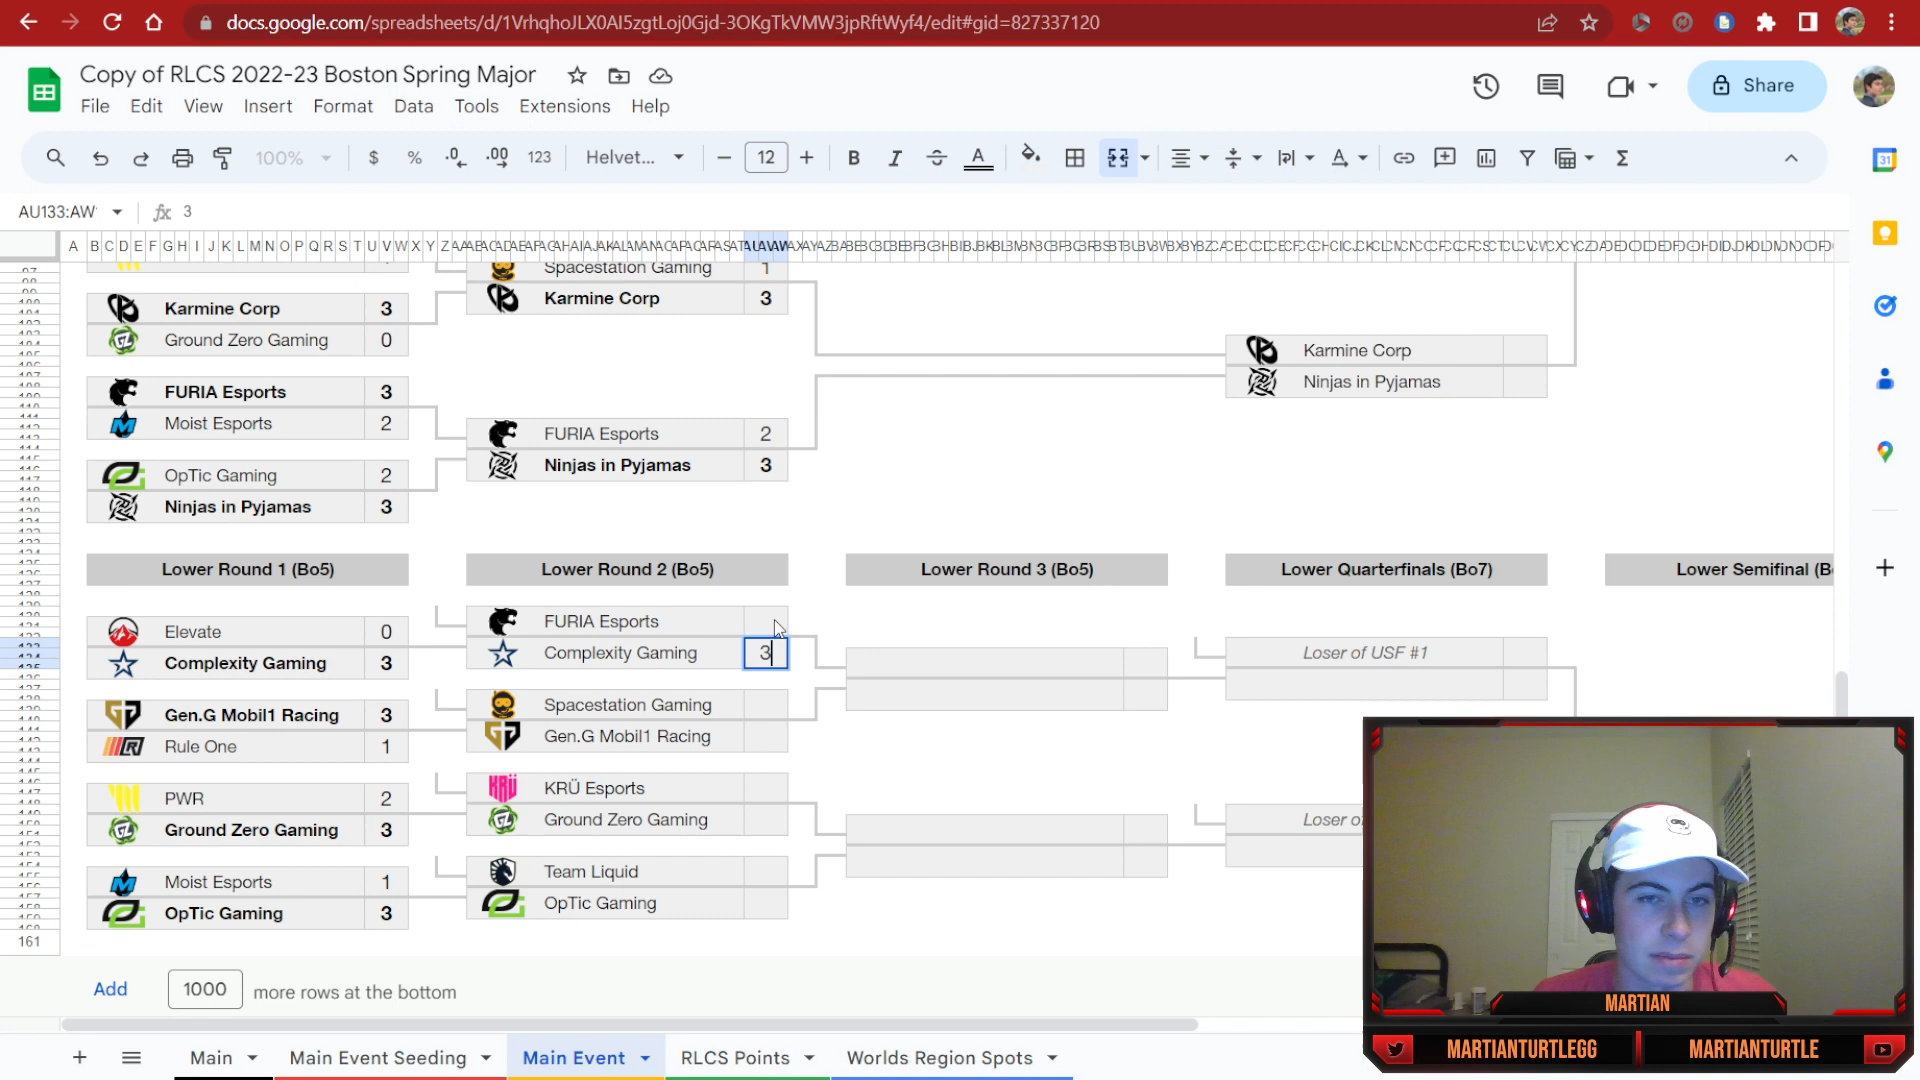 docs.google.com/spreadsheets/d/1VrhqhoJLX0AI5zgtLoj0Gjd-3OKgTkVMW3jpRftWyf4/edit#gid=827337120
Copy of RLCS 2022-23 Boston Spring Major
File Edit View Insert Format Data Tools Extensions Help
Share
100% $ % .0 .00 123 Helvet... 12 B I A
AU133:AW fx 3
Spacestation Gaming 1
Karmine Corp 3
Karmine Corp 3
Ground Zero Gaming 0
Karmine Corp
Ninjas in Pyjamas
FURIA Esports 3
Moist Esports 2
FURIA Esports 2
Ninjas in Pyjamas 3
OpTic Gaming 2
Ninjas in Pyjamas 3
Lower Round 1 (Bo5) Lower Round 2 (Bo5) Lower Round 3 (Bo5) Lower Quarterfinals (Bo7) Lower Semifinal (B
Elevate 0
Complexity Gaming 3
FURIA Esports
Complexity Gaming 3
Loser of USF #1
Gen.G Mobil1 Racing 3
Rule One 1
Spacestation Gaming
Gen.G Mobil1 Racing
PWR 2
Ground Zero Gaming 3
KRÜ Esports
Ground Zero Gaming
Loser of
Moist Esports 1
OpTic Gaming 3
Team Liquid
OpTic Gaming
161
Add 1000 more rows at the bottom
Main Main Event Seeding Main Event RLCS Points Worlds Region Spots
MARTIAN
MARTIANTURTLEGG MARTIANTURTLE